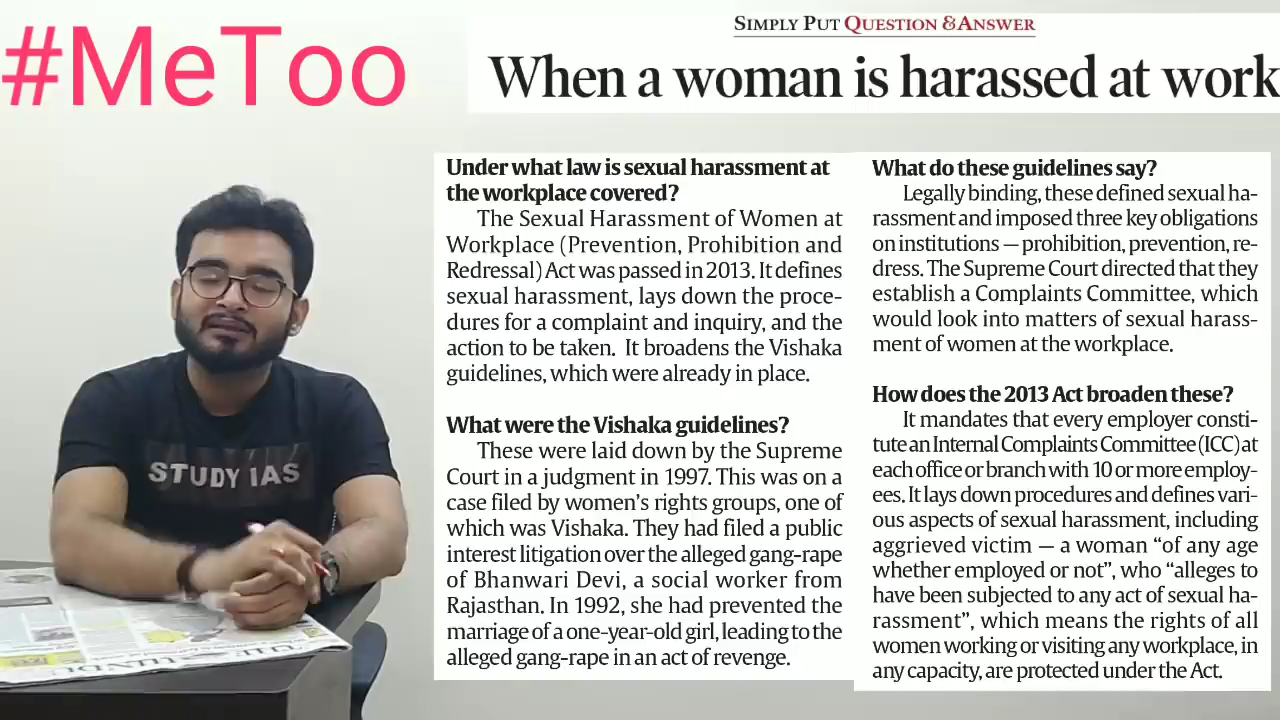 #MeToo
SIMPLY PUT QUESTION & ANSWER
When a woman is harassed at work
Under what law is sexual harassment at
the workplace covered?
The Sexual Harassment of Women at
Workplace (Prevention, Prohibition and
Redressal) Act was passed in 2013. It defines
sexual harassment, lays down the proce-
dures for a complaint and inquiry, and the
action to be taken. It broadens the Vishaka
guidelines, which were already in place.
What were the Vishaka guidelines?
These were laid down by the Supreme
Court in a judgment in 1997. This was on a
case filed by women's rights groups, one of
which was Vishaka. They had filed a public
interest litigation over the alleged gang-rape
of Bhanwari Devi, a social worker from
Rajasthan. In 1992, she had prevented the
marriage of a one-year-old girl, leading to the
alleged gang-rape in an act of revenge.
What do these guidelines say?
Legally binding, these defined sexual ha-
rassment and imposed three key obligations
on institutions — prohibition, prevention, re-
dress. The Supreme Court directed that they
establish a Complaints Committee, which
would look into matters of sexual harass-
ment of women at the workplace.
How does the 2013 Act broaden these?
It mandates that every employer consti-
tute an Internal Complaints Committee (ICC) at
each office or branch with 10 or more employ-
ees. It lays down procedures and defines vari-
ous aspects of sexual harassment, including
aggrieved victim — a woman “of any age
whether employed or not”, who “alleges to
have been subjected to any act of sexual ha-
rassment”, which means the rights of all
women working or visiting any workplace, in
any capacity, are protected under the Act.
STUDY IAS
THE HINDU